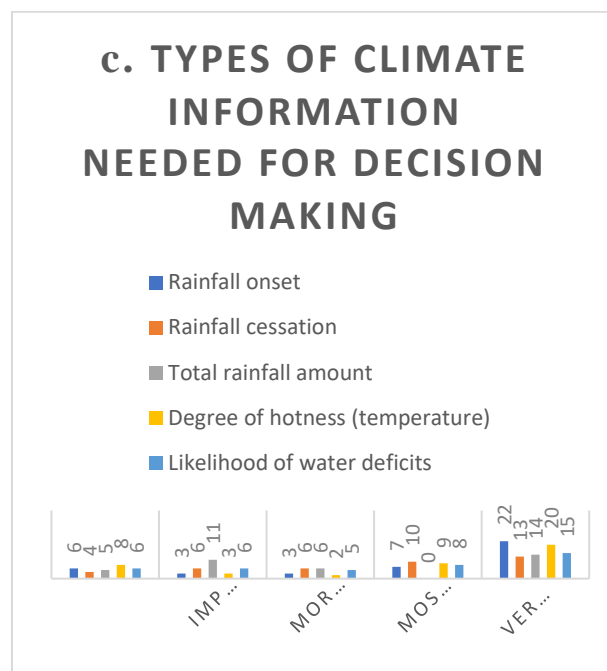 c. TYPES OF CLIMATE
INFORMATION
NEEDED FOR DECISION
MAKING
Rainfall onset
Rainfall cessation
Total rainfall amount
Degree of hotness (temperature)
Likelihood of water deficits
6 4 5 8 6
3 6 11 3 6
3 6 6 2 5
7 10 0 9 8
22 13 14 20 15
IMP...
MOR...
MOS...
VER...